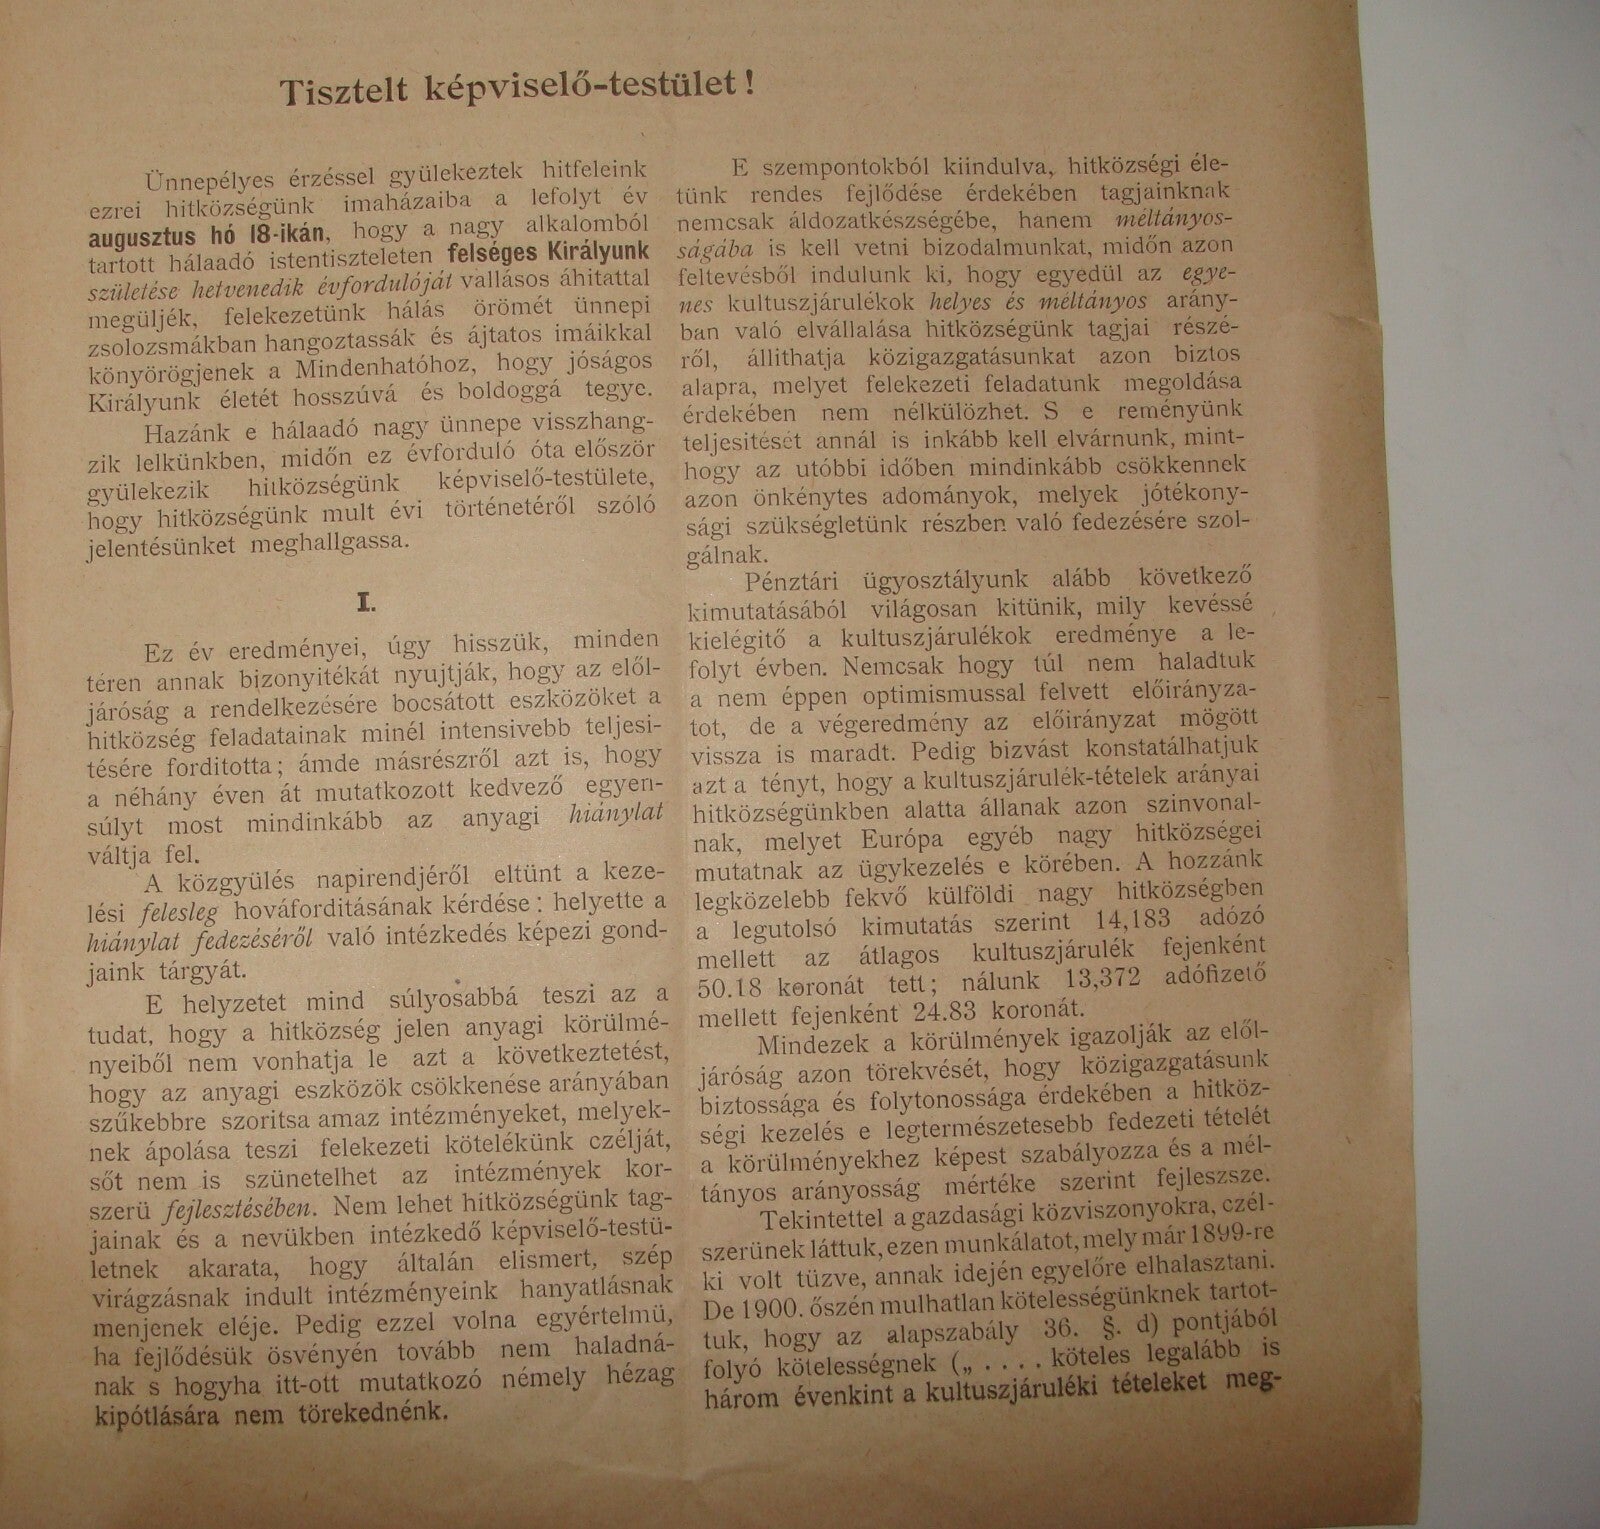 Tisztelt képviselő-testület!
Ünnepélyes érzéssel gyülekeztek hitfeleink
ezrei hitközségünk imaházaiba a lefolyt év
augusztus hó 18-ikán, hogy a nagy alkalomból
tartott hálaadó istentiszteleten felséges Királyunk
születése hetvenedik évfordulóját vallásos áhitattal
megüljék, felekezetünk hálás örömét ünnepi
zsolozsmákban hangoztassák és ájtatos imáikkal
könyörögjenek a Mindenhatóhoz, hogy jóságos
Királyunk életét hosszúvá és boldoggá tegye.
Hazánk e hálaadó nagy ünnepe visszhang-
zik lelkünkben, midőn ez évforduló óta először
gyülekezik hitközségünk képviselő-testülete,
hogy hitközségünk mult évi történetéről szóló
jelentésünket meghallgassa.
I.
Ez év eredményei, úgy hisszük, minden
téren annak bizonyitékát nyujtják, hogy az elől-
járóság a rendelkezésére bocsátott eszközöket a
hitközség feladatainak minél intensivebb teljesi-
tésére forditotta; ámde másrészről azt is, hogy
a néhány éven át mutatkozott kedvező egyen-
súlyt most mindinkább az anyagi hiánylat
váltja fel.
A közgyülés napirendjéről eltünt a keze-
lési felesleg hováforditásának kérdése: helyette a
hiánylat fedezéséről való intézkedés képezi gond-
jaink tárgyát.
E helyzetet mind súlyosabbá teszi az a
tudat, hogy a hitközség jelen anyagi körülmé-
nyeiből nem vonhatja le azt a következtetést,
hogy az anyagi eszközök csökkenése arányában
szűkebbre szoritsa amaz intézményeket, melyek-
nek ápolása teszi felekezeti kötelékünk czélját,
sőt nem is szünetelhet az intézmények kor-
szerü fejlesztésében. Nem lehet hitközségünk tag-
jainak és a nevükben intézkedő képviselő-testü-
letnek akarata, hogy általán elismert, szép
virágzásnak indult intézményeink hanyatlásnak
menjenek eléje. Pedig ezzel volna egyértelmü,
ha fejlődésük ösvényén tovább nem haladná-
nak s hogyha itt-ott mutatkozó némely hézag
kipótlására nem törekednénk.
E szempontokból kiindulva, hitközségi éle-
tünk rendes fejlődése érdekében tagjainknak
nemcsak áldozatkészségébe, hanem méltányos-
ságába is kell vetni bizodalmunkat, midőn azon
feltevésből indulunk ki, hogy egyedül az egye-
nes kultuszjárulékok helyes és méltányos arány-
ban való elvállalása hitközségünk tagjai részé-
ről, állithatja közigazgatásunkat azon biztos
alapra, melyet felekezeti feladatunk megoldása
érdekében nem nélkülözhet. S e reményünk
teljesitését annál is inkább kell elvárnunk, mint-
hogy az utóbbi időben mindinkább csökkennek
azon önkénytes adományok, melyek jótékony-
sági szükségletünk részben való fedezésére szol-
gálnak.
Pénztári ügyosztályunk alább következő
kimutatásából világosan kitünik, mily kevéssé
kielégitő a kultuszjárulékok eredménye a le-
folyt évben. Nemcsak hogy túl nem haladtuk
a nem éppen optimismussal felvett előirányza-
tot, de a végeredmény az előirányzat mögött
vissza is maradt. Pedig bizvást konstatálhatjuk
azt a tényt, hogy a kultuszjárulék-tételek arányai
hitközségünkben alatta állanak azon szinvonal-
nak, melyet Európa egyéb nagy hitközségei
mutatnak az ügykezelés e körében. A hozzánk
legközelebb fekvő külföldi nagy hitközségben
a legutolsó kimutatás szerint 14,183 adózó
mellett az átlagos kultuszjárulék fejenként
50.18 koronát tett; nálunk 13,372 adófizető
mellett fejenként 24.83 koronát.
Mindezek a körülmények igazolják az elől-
járóság azon törekvését, hogy közigazgatásunk
biztossága és folytonossága érdekében a hitköz-
ségi kezelés e legtermészetesebb fedezeti tételét
a körülményekhez képest szabályozza és a mél-
tányos arányosság mértéke szerint fejleszsze.
Tekintettel a gazdasági közviszonyokra, czél-
szerünek láttuk, ezen munkálatot, mely már 1899-re
ki volt tüzve, annak idején egyelőre elhalasztani.
De 1900. őszén mulhatlan kötelességünknek tartot-
tuk, hogy az alapszabály 36. §. d) pontjából
folyó kötelességnek („ . . . . köteles legalább is
három évenkint a kultuszjáruléki tételeket meg-